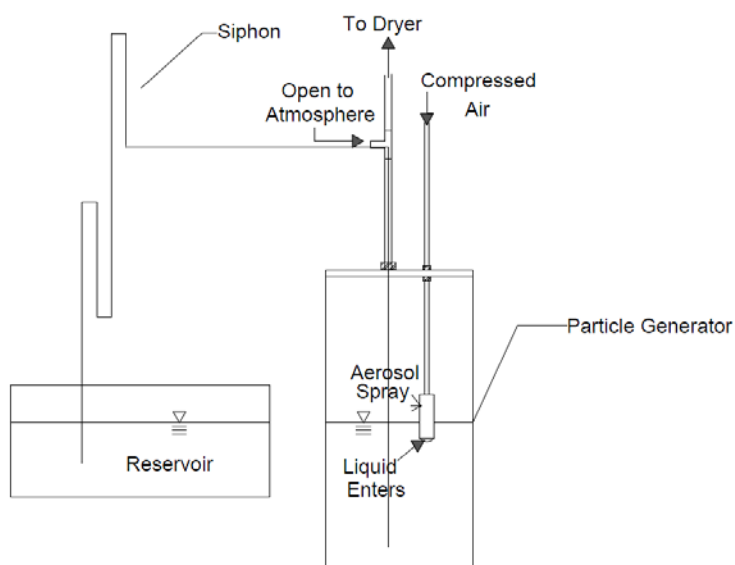 Siphon
To Dryer
Open to
Atmosphere
Compressed
Air
Particle Generator
Aerosol
Spray
Reservoir
Liquid
Enters